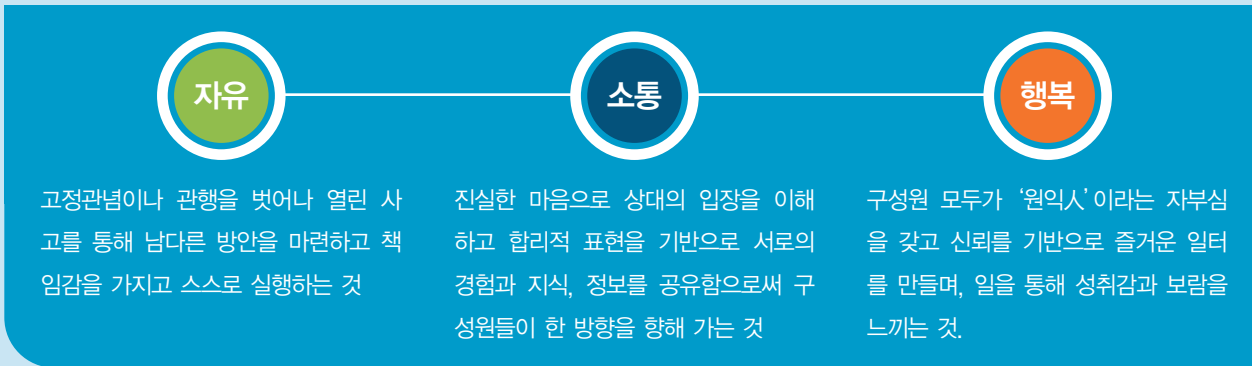 자유
소통
행복
고정관념이나 관행을 벗어나 열린 사
고를 통해 남다른 방안을 마련하고 책
임감을 가지고 스스로 실행하는 것
진실한 마음으로 상대의 입장을 이해
하고 합리적 표현을 기반으로 서로의
경험과 지식, 정보를 공유함으로써 구
성원들이 한 방향을 향해 가는 것
구성원 모두가 ‘원익人’이라는 자부심
을 갖고 신뢰를 기반으로 즐거운 일터
를 만들며, 일을 통해 성취감과 보람을
느끼는 것.